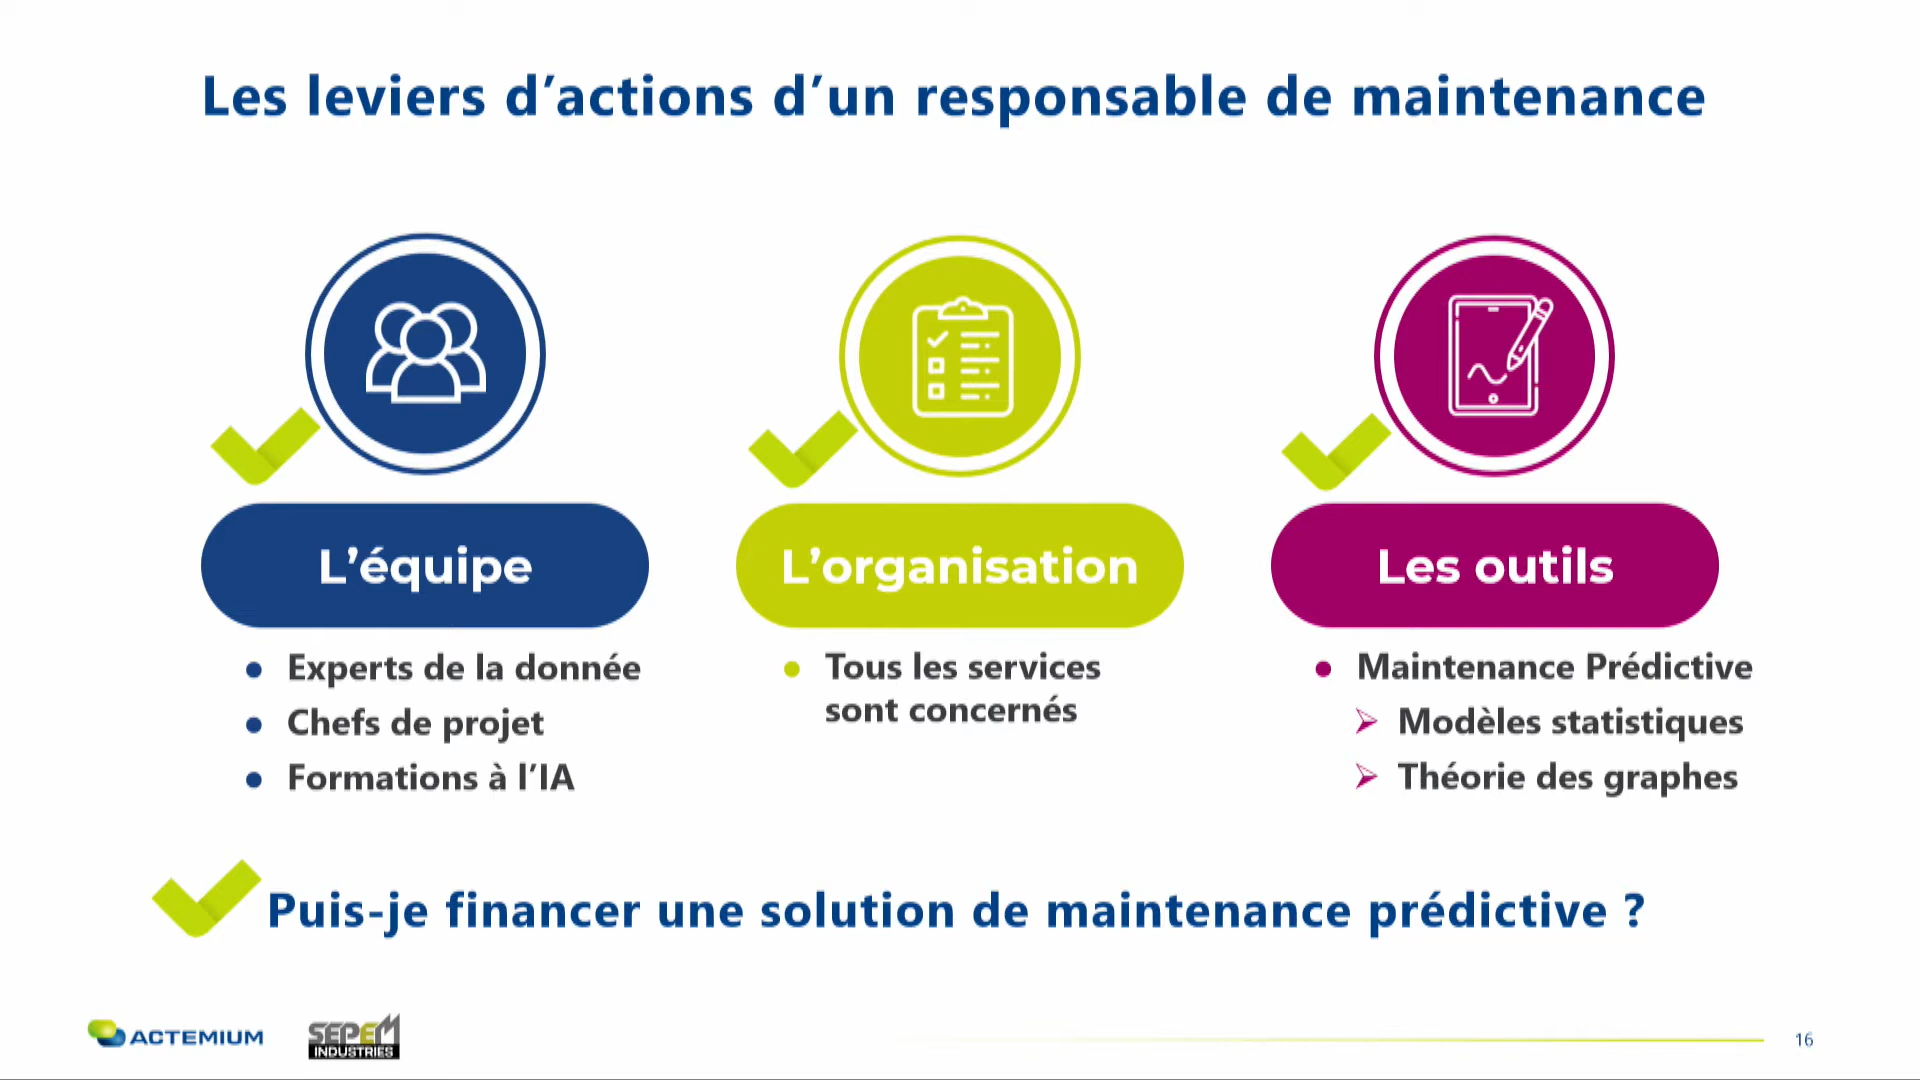 Les leviers d’actions d’un responsable de maintenance
L’équipe
Experts de la donnée
Chefs de projet
Formations à l’IA
L’organisation
Tous les services
sont concernés
Les outils
Maintenance Prédictive
Modèles statistiques
Théorie des graphes
Puis-je financer une solution de maintenance prédictive ?
ACTEMIUM
SEPEM
INDUSTRIES
16